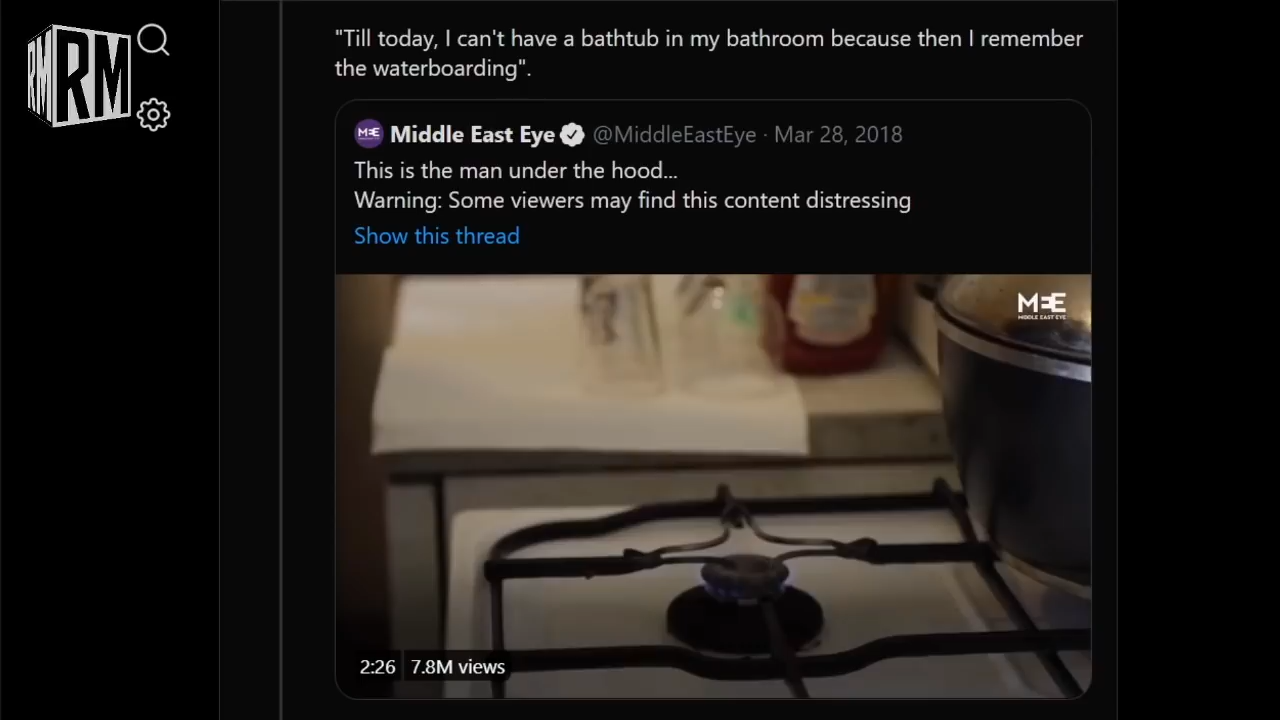 "Till today, I can't have a bathtub in my bathroom because then I remember
the waterboarding".
RM RM
MEE Middle East Eye @MiddleEastEye · Mar 28, 2018
This is the man under the hood...
Warning: Some viewers may find this content distressing
Show this thread
MEE
MIDDLE EAST EYE
2:26 7.8M views